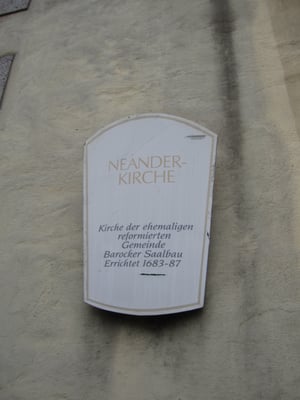 NEANDER-
KIRCHE
Kirche der ehemaligen
reformierten
Gemeinde
Barocker Saalbau
Errichtet 1683-87